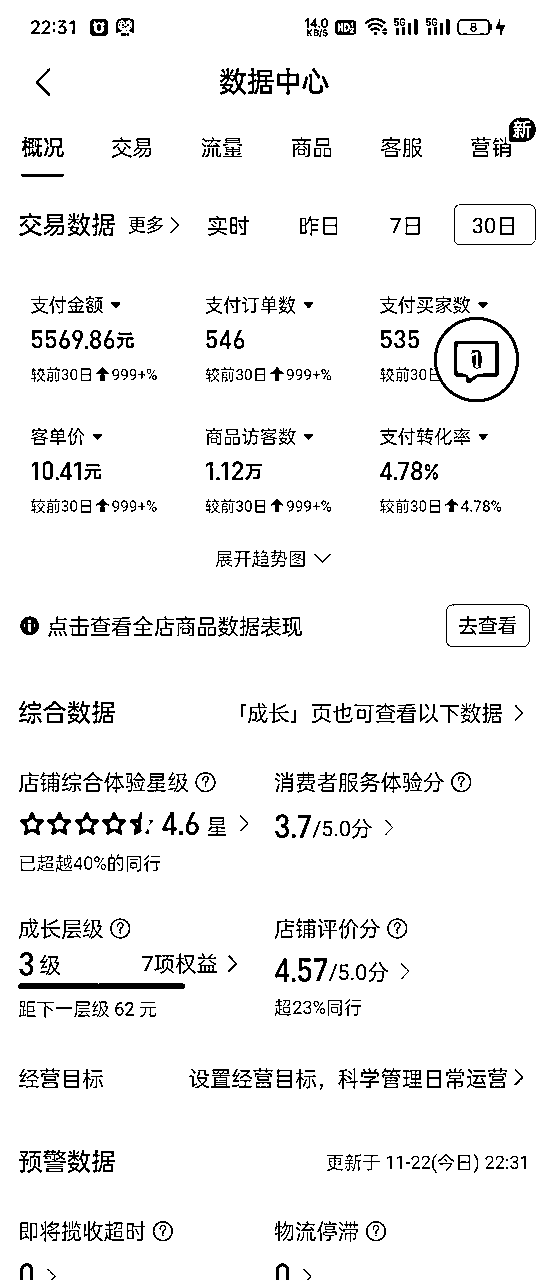 22:31 14.0 KB/S HD2 5G 5G 8
数据中心
概况 交易 流量 商品 客服 营销 新
交易数据 更多 实时 昨日 7日 30日
支付金额 支付订单数 支付买家数
5569.86元 546 535
较前30日 999+% 较前30日 999+% 较前30日
客单价 商品访客数 支付转化率
10.41元 1.12万 4.78%
较前30日 999+% 较前30日 999+% 较前30日 4.78%
展开趋势图
点击查看全店商品数据表现 去查看
综合数据 「成长」页也可查看以下数据
店铺综合体验星级 消费者服务体验分
4.6 星 3.7/5.0分
已超越40%的同行
成长层级 店铺评价分
3 级 7项权益 4.57/5.0分
距下一层级 62 元 超23%同行
经营目标 设置经营目标，科学管理日常运营
预警数据 更新于 11-22(今日) 22:31
即将揽收超时 物流停滞
0 0